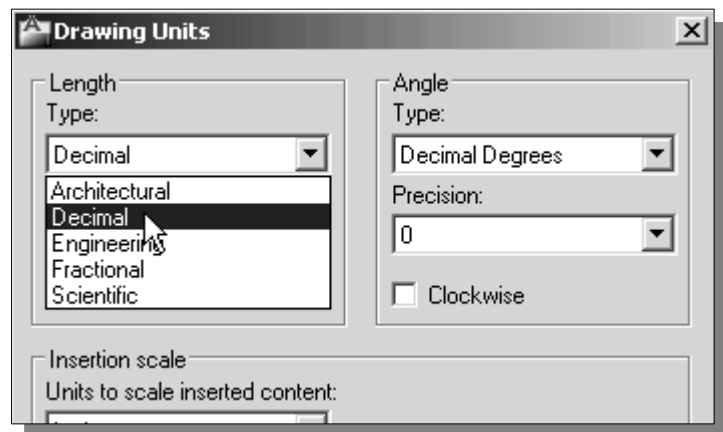 Drawing Units
Length
Type:
Decimal
Architectural
Decimal
Engineering
Fractional
Scientific
Angle
Type:
Decimal Degrees
Precision:
0
Clockwise
Insertion scale
Units to scale inserted content: